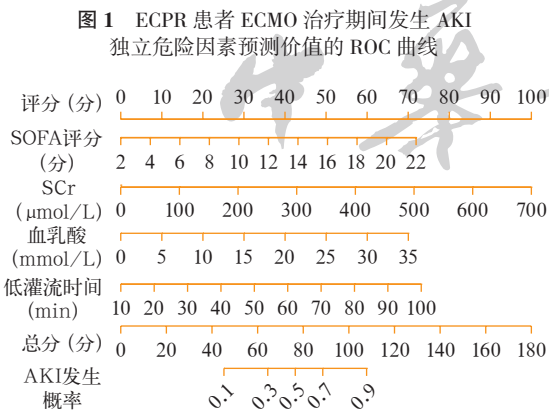 图 1 ECPR 患者 ECMO 治疗期间发生 AKI
独立危险因素预测价值的 ROC 曲线
评分 (分) 0 10 20 30 40 50 60 70 80 90 100
SOFA评分
(分) 2 4 6 8 10 12 14 16 18 20 22
SCr
(μmol/L) 0 100 200 300 400 500 600 700
血乳酸
(mmol/L) 0 5 10 15 20 25 30 35
低灌流时间
(min) 10 20 30 40 50 60 70 80 90 100
总分 (分) 0 20 40 60 80 100 120 140 160 180
AKI发生
概率 0.1 0.3 0.5 0.7 0.9
中华